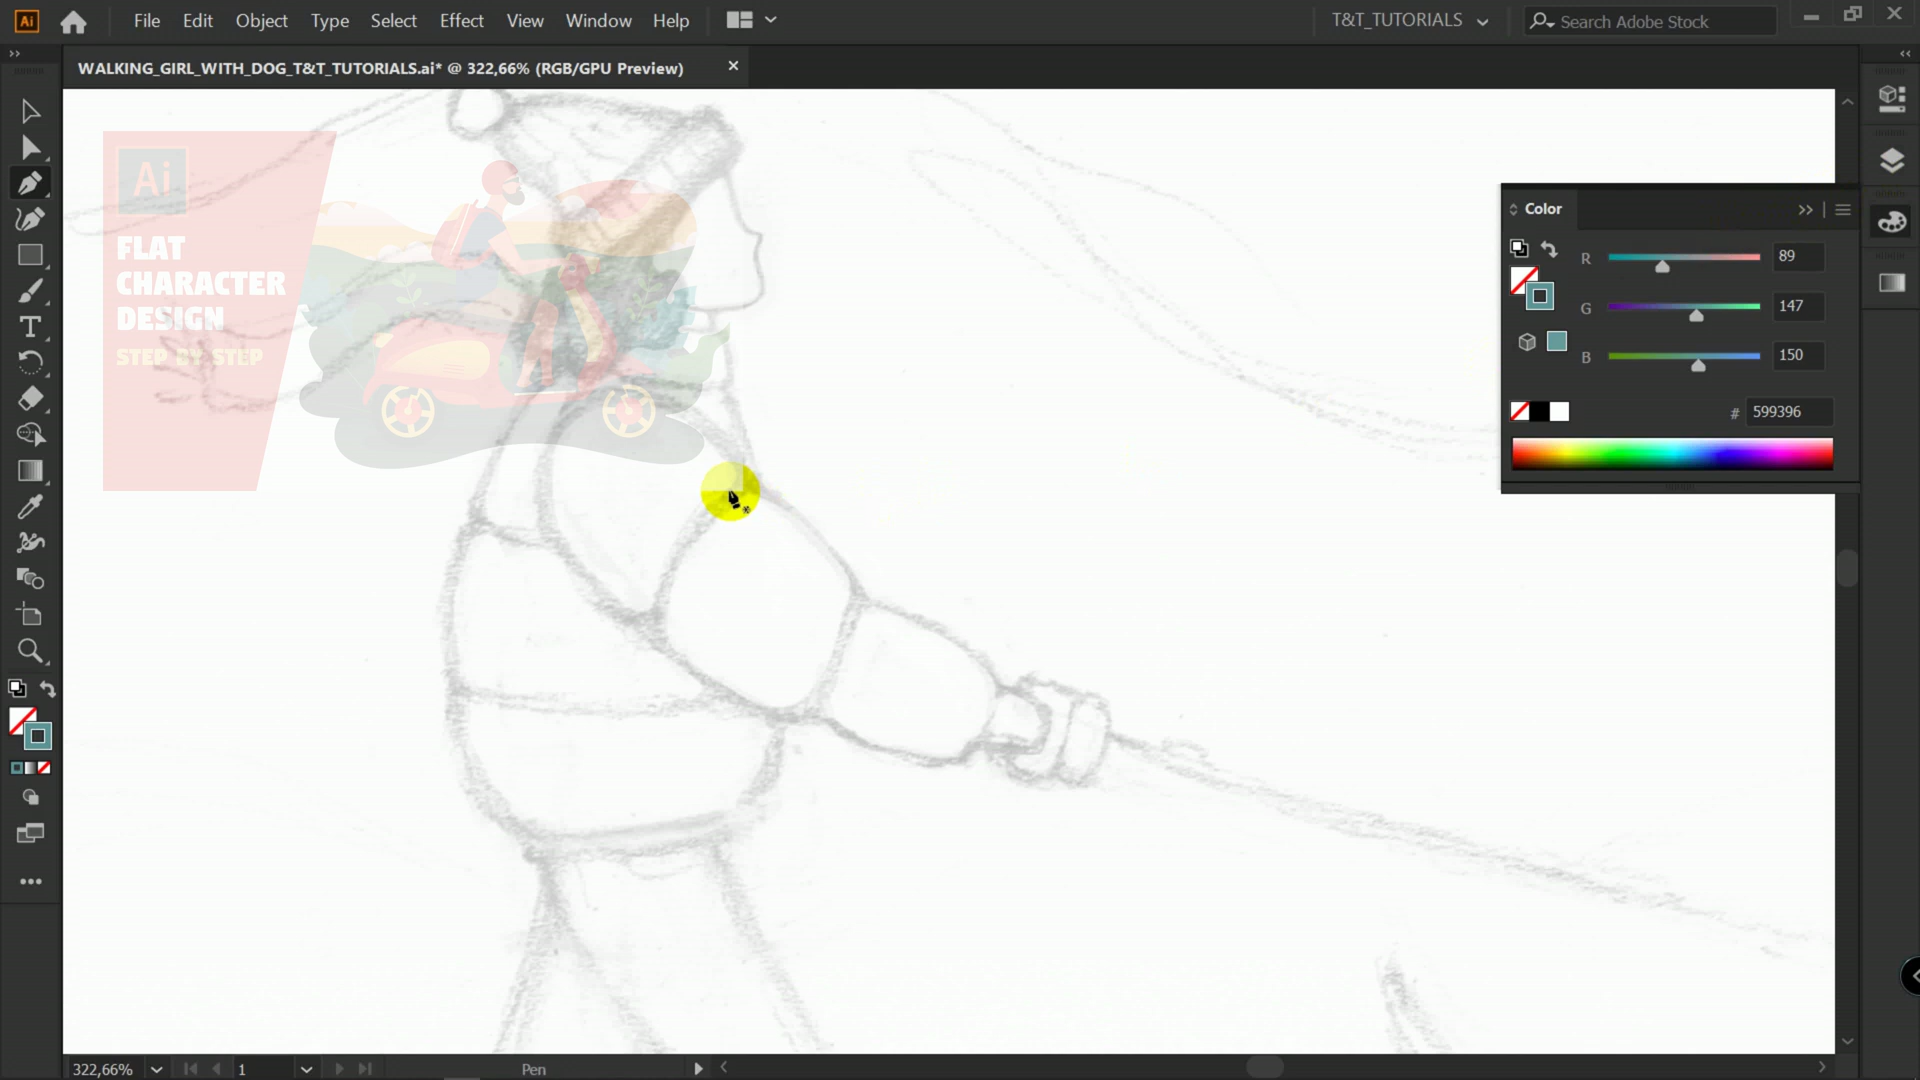 Ai
File Edit Object Type Select Effect View Window Help
T&T_TUTORIALS
Search Adobe Stock
WALKING_GIRL_WITH_DOG_T&T_TUTORIALS.ai* @ 322,66% (RGB/GPU Preview)
Ai
FLAT
CHARACTER
DESIGN
STEP BY STEP
Color
R 89
G 147
B 150
# 599396
T
322,66% 1 Pen